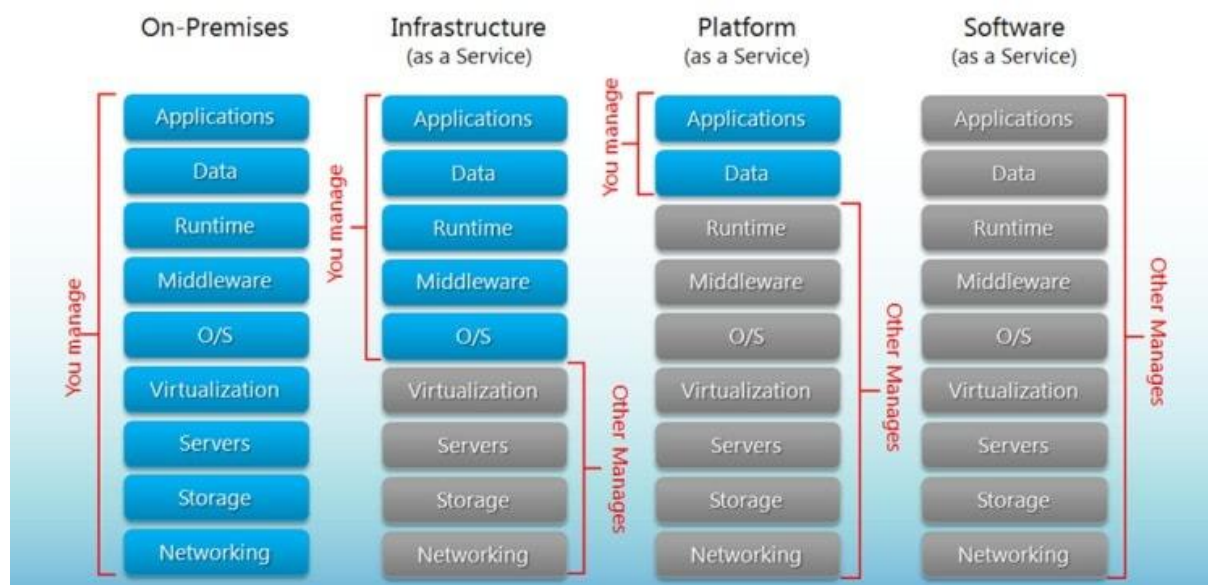 On-Premises
You manage
Applications
Data
Runtime
Middleware
O/S
Virtualization
Servers
Storage
Networking
Infrastructure
(as a Service)
You manage
Applications
Data
Runtime
Middleware
O/S
Virtualization
Servers
Storage
Networking
Other Manages
Platform
(as a Service)
You manage
Applications
Data
Runtime
Middleware
O/S
Virtualization
Servers
Storage
Networking
Other Manages
Software
(as a Service)
Applications
Data
Runtime
Middleware
O/S
Virtualization
Servers
Storage
Networking
Other Manages